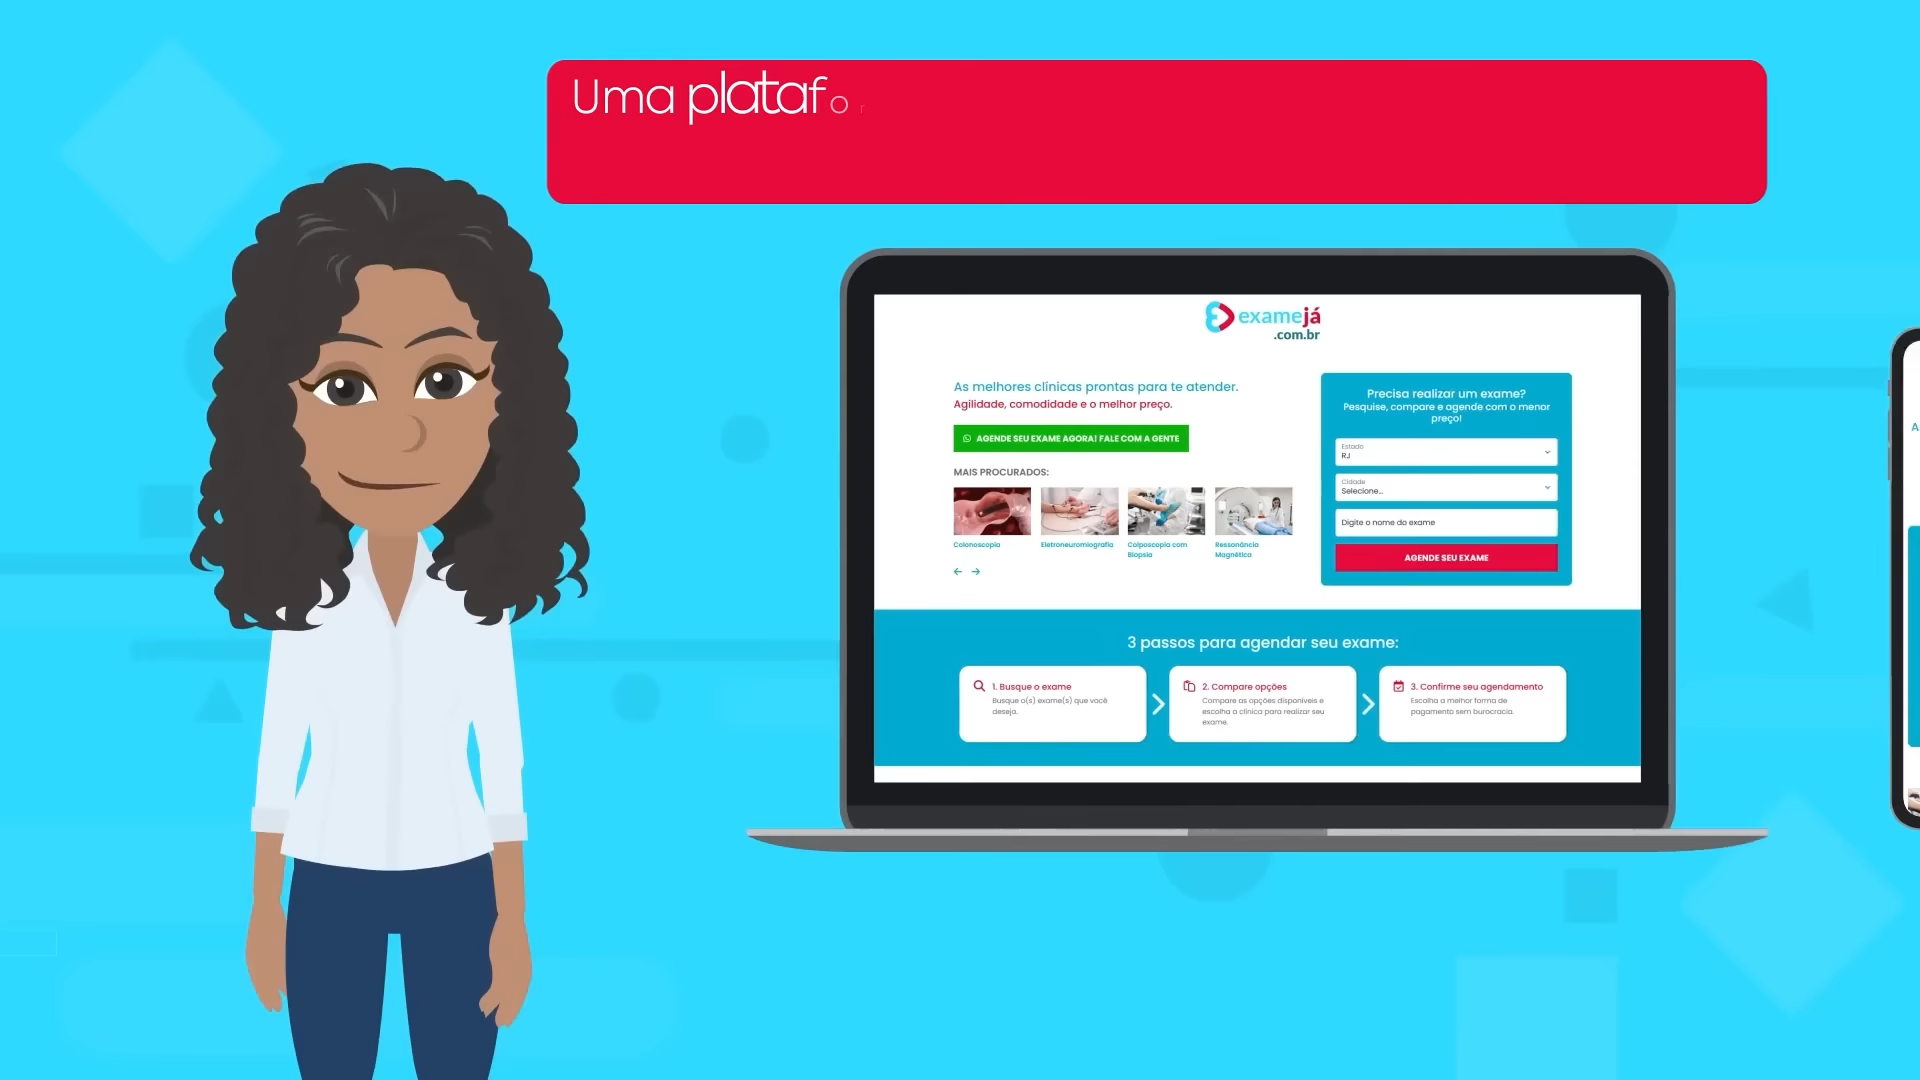 Uma platafor
examejá
.com.br
As melhores clínicas prontas para te atender.
Agilidade, comodidade e o melhor preço.
AGENDE SEU EXAME AGORA! FALE COM A GENTE
MAIS PROCURADOS:
Colonoscopia
Eletroneuromiografia
Colposcopia com
Biopsia
Ressonância
Magnética
Precisa realizar um exame?
Pesquise, compare e agende com o menor
preço!
Estado
RJ
Cidade
Selecione...
Digite o nome do exame
AGENDE SEU EXAME
3 passos para agendar seu exame:
1. Busque o exame
Busque o(s) exame(s) que você
deseja.
2. Compare opções
Compare as opções disponíveis e
escolha a clínica para realizar seu
exame.
3. Confirme seu agendamento
Escolha a melhor forma de
pagamento sem burocracia.
A